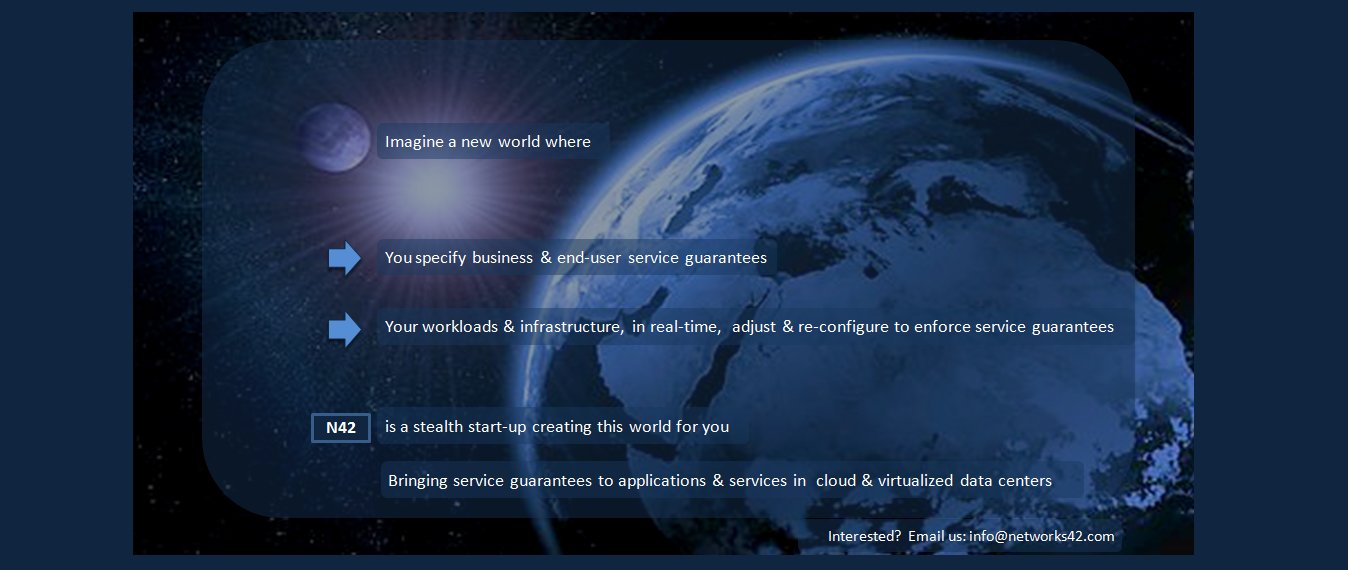 Imagine a new world where
You specify business & end-user service guarantees
Your workloads & infrastructure, in real-time, adjust & re-configure to enforce service guarantees
N42 is a stealth start-up creating this world for you
Bringing service guarantees to applications & services in cloud & virtualized data centers
Interested? Email us: info@networks42.com